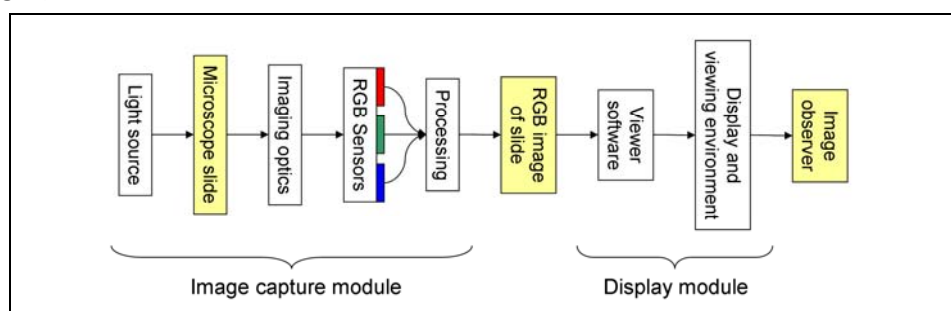 Light source
Microscope slide
Imaging optics
RGB Sensors
Processing
RGB image
of slide
Viewer
software
Display and
viewing environment
Image
observer
Image capture module
Display module